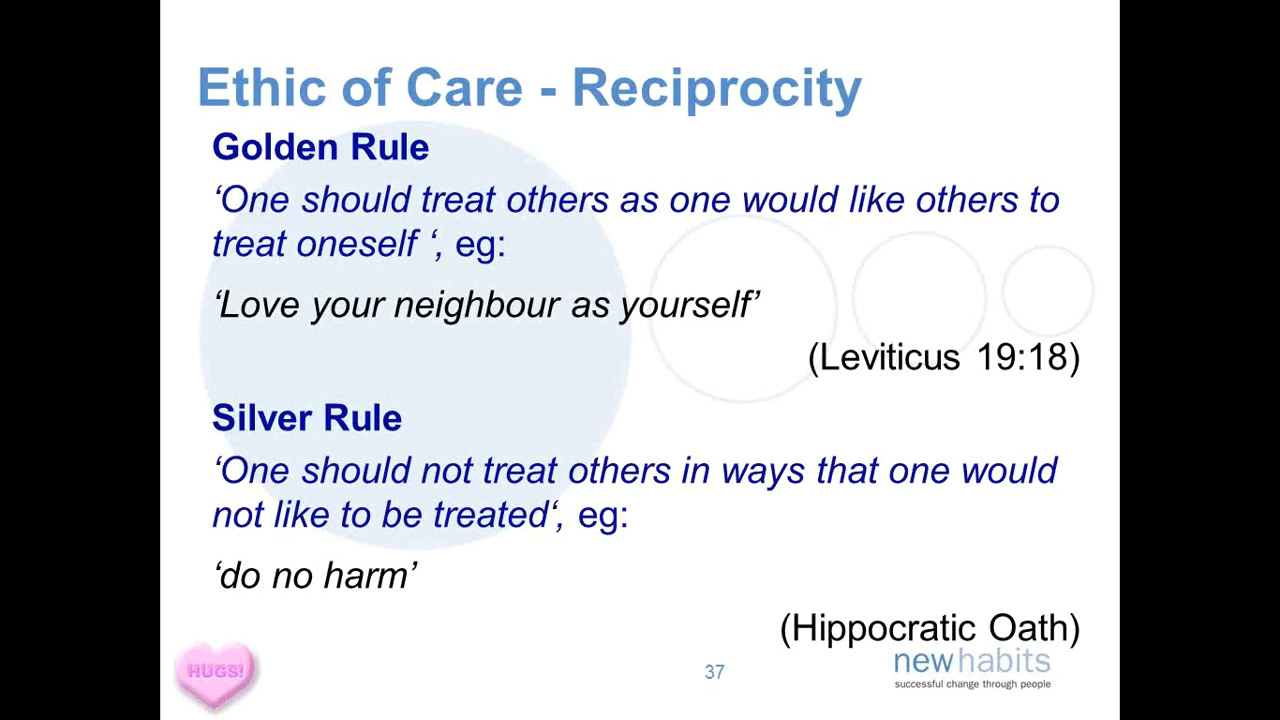 Ethic of Care - Reciprocity
Golden Rule
‘One should treat others as one would like others to
treat oneself ‘, eg:
‘Love your neighbour as yourself’
(Leviticus 19:18)
Silver Rule
‘One should not treat others in ways that one would
not like to be treated‘, eg:
‘do no harm’
(Hippocratic Oath)
HUGS!
37
newhabits
successful change through people